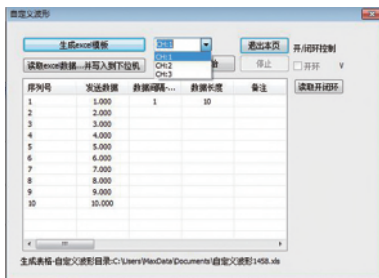 自定义波形
生成excel模板 CH:1 退出本页 开/闭环控制
CH:1
CH:2
CH:3
读取excel数据...并写入到下位机 始 停止 开环 V
读取开闭环
序列号 发送数据 数据间隔-... 数据长度 备注
1 1.000 1 10
2 2.000
3 3.000
4 4.000
5 5.000
6 6.000
7 7.000
8 8.000
9 9.000
10 10.000
生成表格-自定义波形目录:C:\Users\MaxData\Documents\自定义波形1458.xls